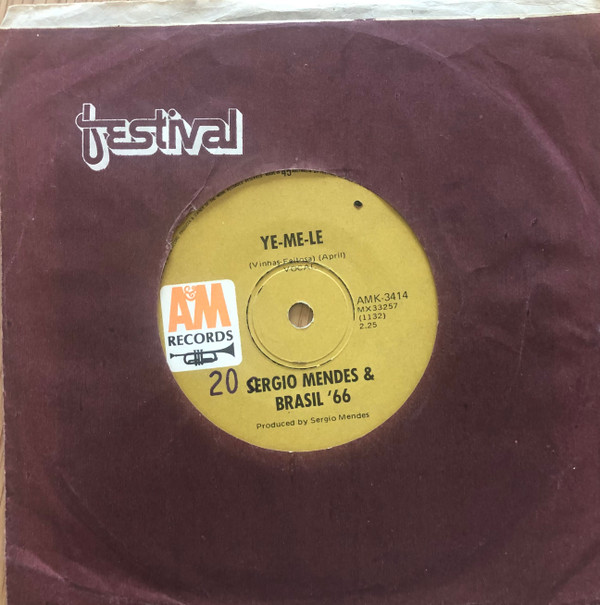 festival
45
YE-ME-LE
(Vinhas-Faitosa) (April)
VOCAL
AMK-3414
MX33257
(1132)
2.25
A&M
RECORDS
20 c
SERGIO MENDES &
BRASIL '66
Produced by Sergio Mendes